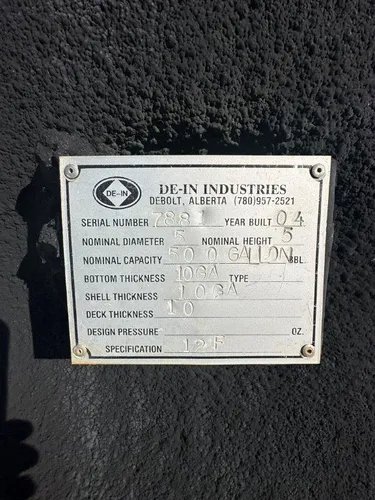 DE-IN
DE-IN INDUSTRIES
DEBOLT, ALBERTA (780)957-2521
SERIAL NUMBER 7881 YEAR BUILT 04
NOMINAL DIAMETER 5 NOMINAL HEIGHT 5
NOMINAL CAPACITY 500 GALLON BBL.
BOTTOM THICKNESS 10GA TYPE
SHELL THICKNESS 10GA
DECK THICKNESS 10
DESIGN PRESSURE OZ.
SPECIFICATION 12F